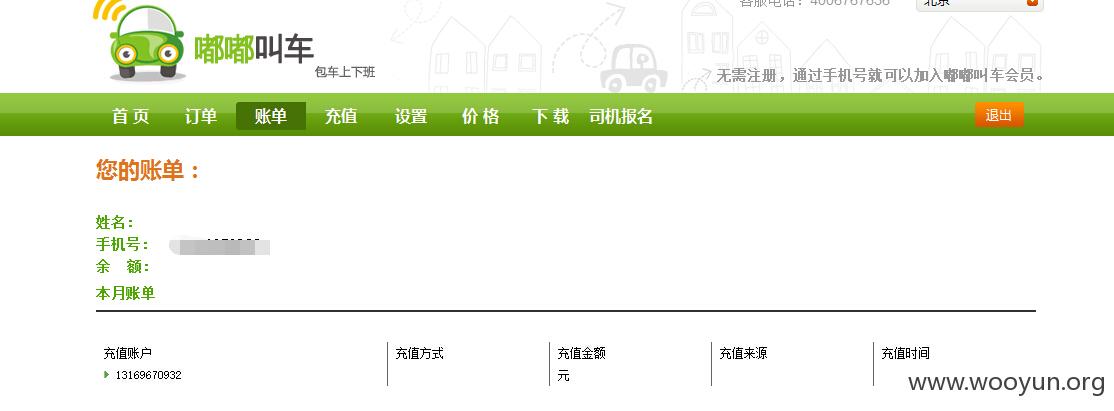 客服电话：4006767636
北京
嘟嘟叫车
包车上下班
无需注册，通过手机号就可以加入嘟嘟叫车会员。
首 页 订单 账单 充值 设置 价 格 下 载 司机报名 退出
您的账单：
姓名：
手机号：
余 额：
本月账单
充值账户 充值方式 充值金额 充值来源 充值时间
13169670932 元
www.wooyun.org